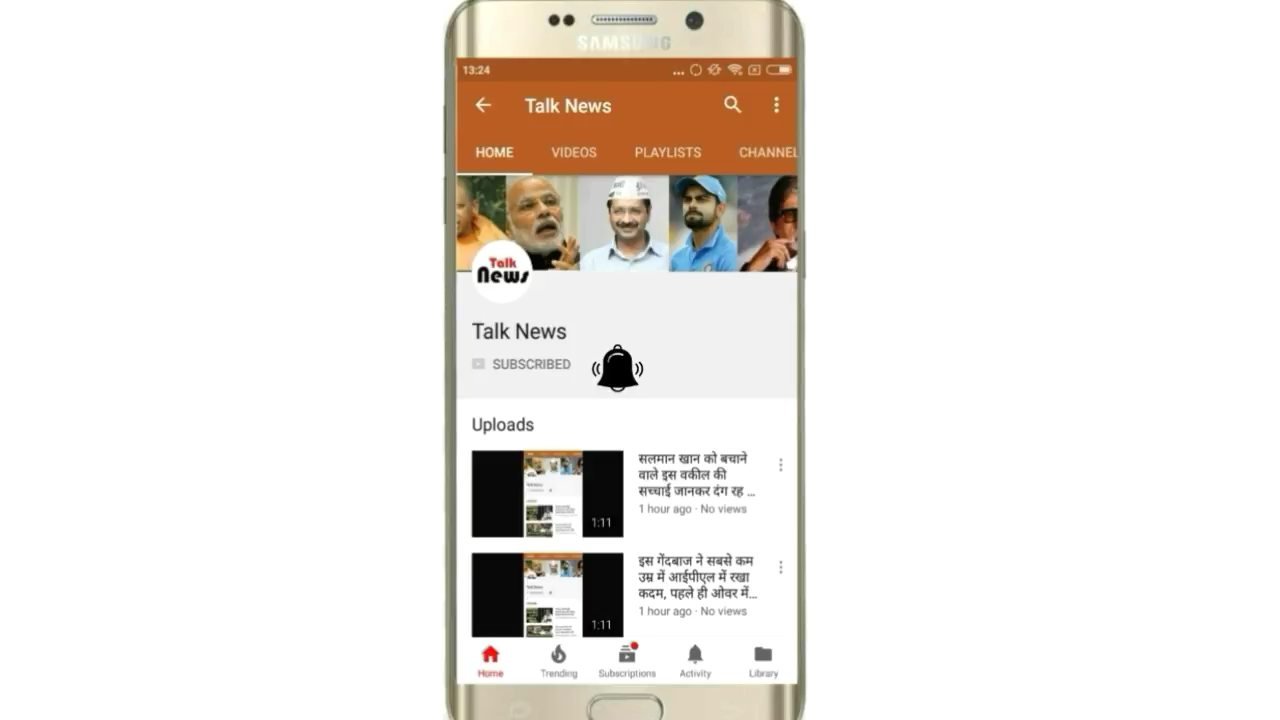 SAMSUNG
13:24
Talk News
HOME VIDEOS PLAYLISTS CHANNEL
Talk
News
Talk News
SUBSCRIBED
Uploads
सलमान खान को बचाने
वाले इस वकील की
सच्चाई जानकर दंग रह ...
1 hour ago · No views
1:11
इस गेंदबाज ने सबसे कम
उम्र में आईपीएल में रखा
कदम, पहले ही ओवर में...
1 hour ago · No views
1:11
Home Trending Subscriptions Activity Library